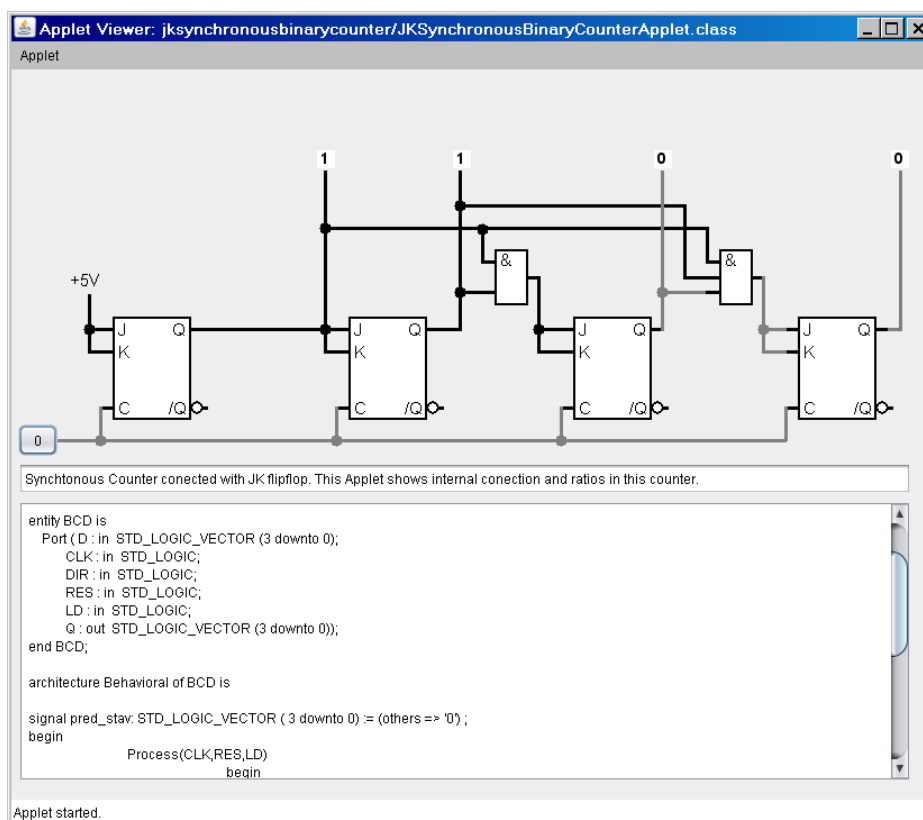 Applet Viewer: jksynchronousbinarycounter/JKSynchronousBinaryCounterApplet.class
Applet
1 1 0 0
& &
+5V
J Q J Q J Q J Q
K K K K
C /Q C /Q C /Q C /Q
0
Synchtonous Counter conected with JK flipflop. This Applet shows internal conection and ratios in this counter.
entity BCD is
Port ( D : in STD_LOGIC_VECTOR (3 downto 0);
CLK : in STD_LOGIC;
DIR : in STD_LOGIC;
RES : in STD_LOGIC;
LD : in STD_LOGIC;
Q : out STD_LOGIC_VECTOR (3 downto 0));
end BCD;
architecture Behavioral of BCD is
signal pred_stav: STD_LOGIC_VECTOR ( 3 downto 0) := (others => '0') ;
begin
Process(CLK,RES,LD)
begin
Applet started.